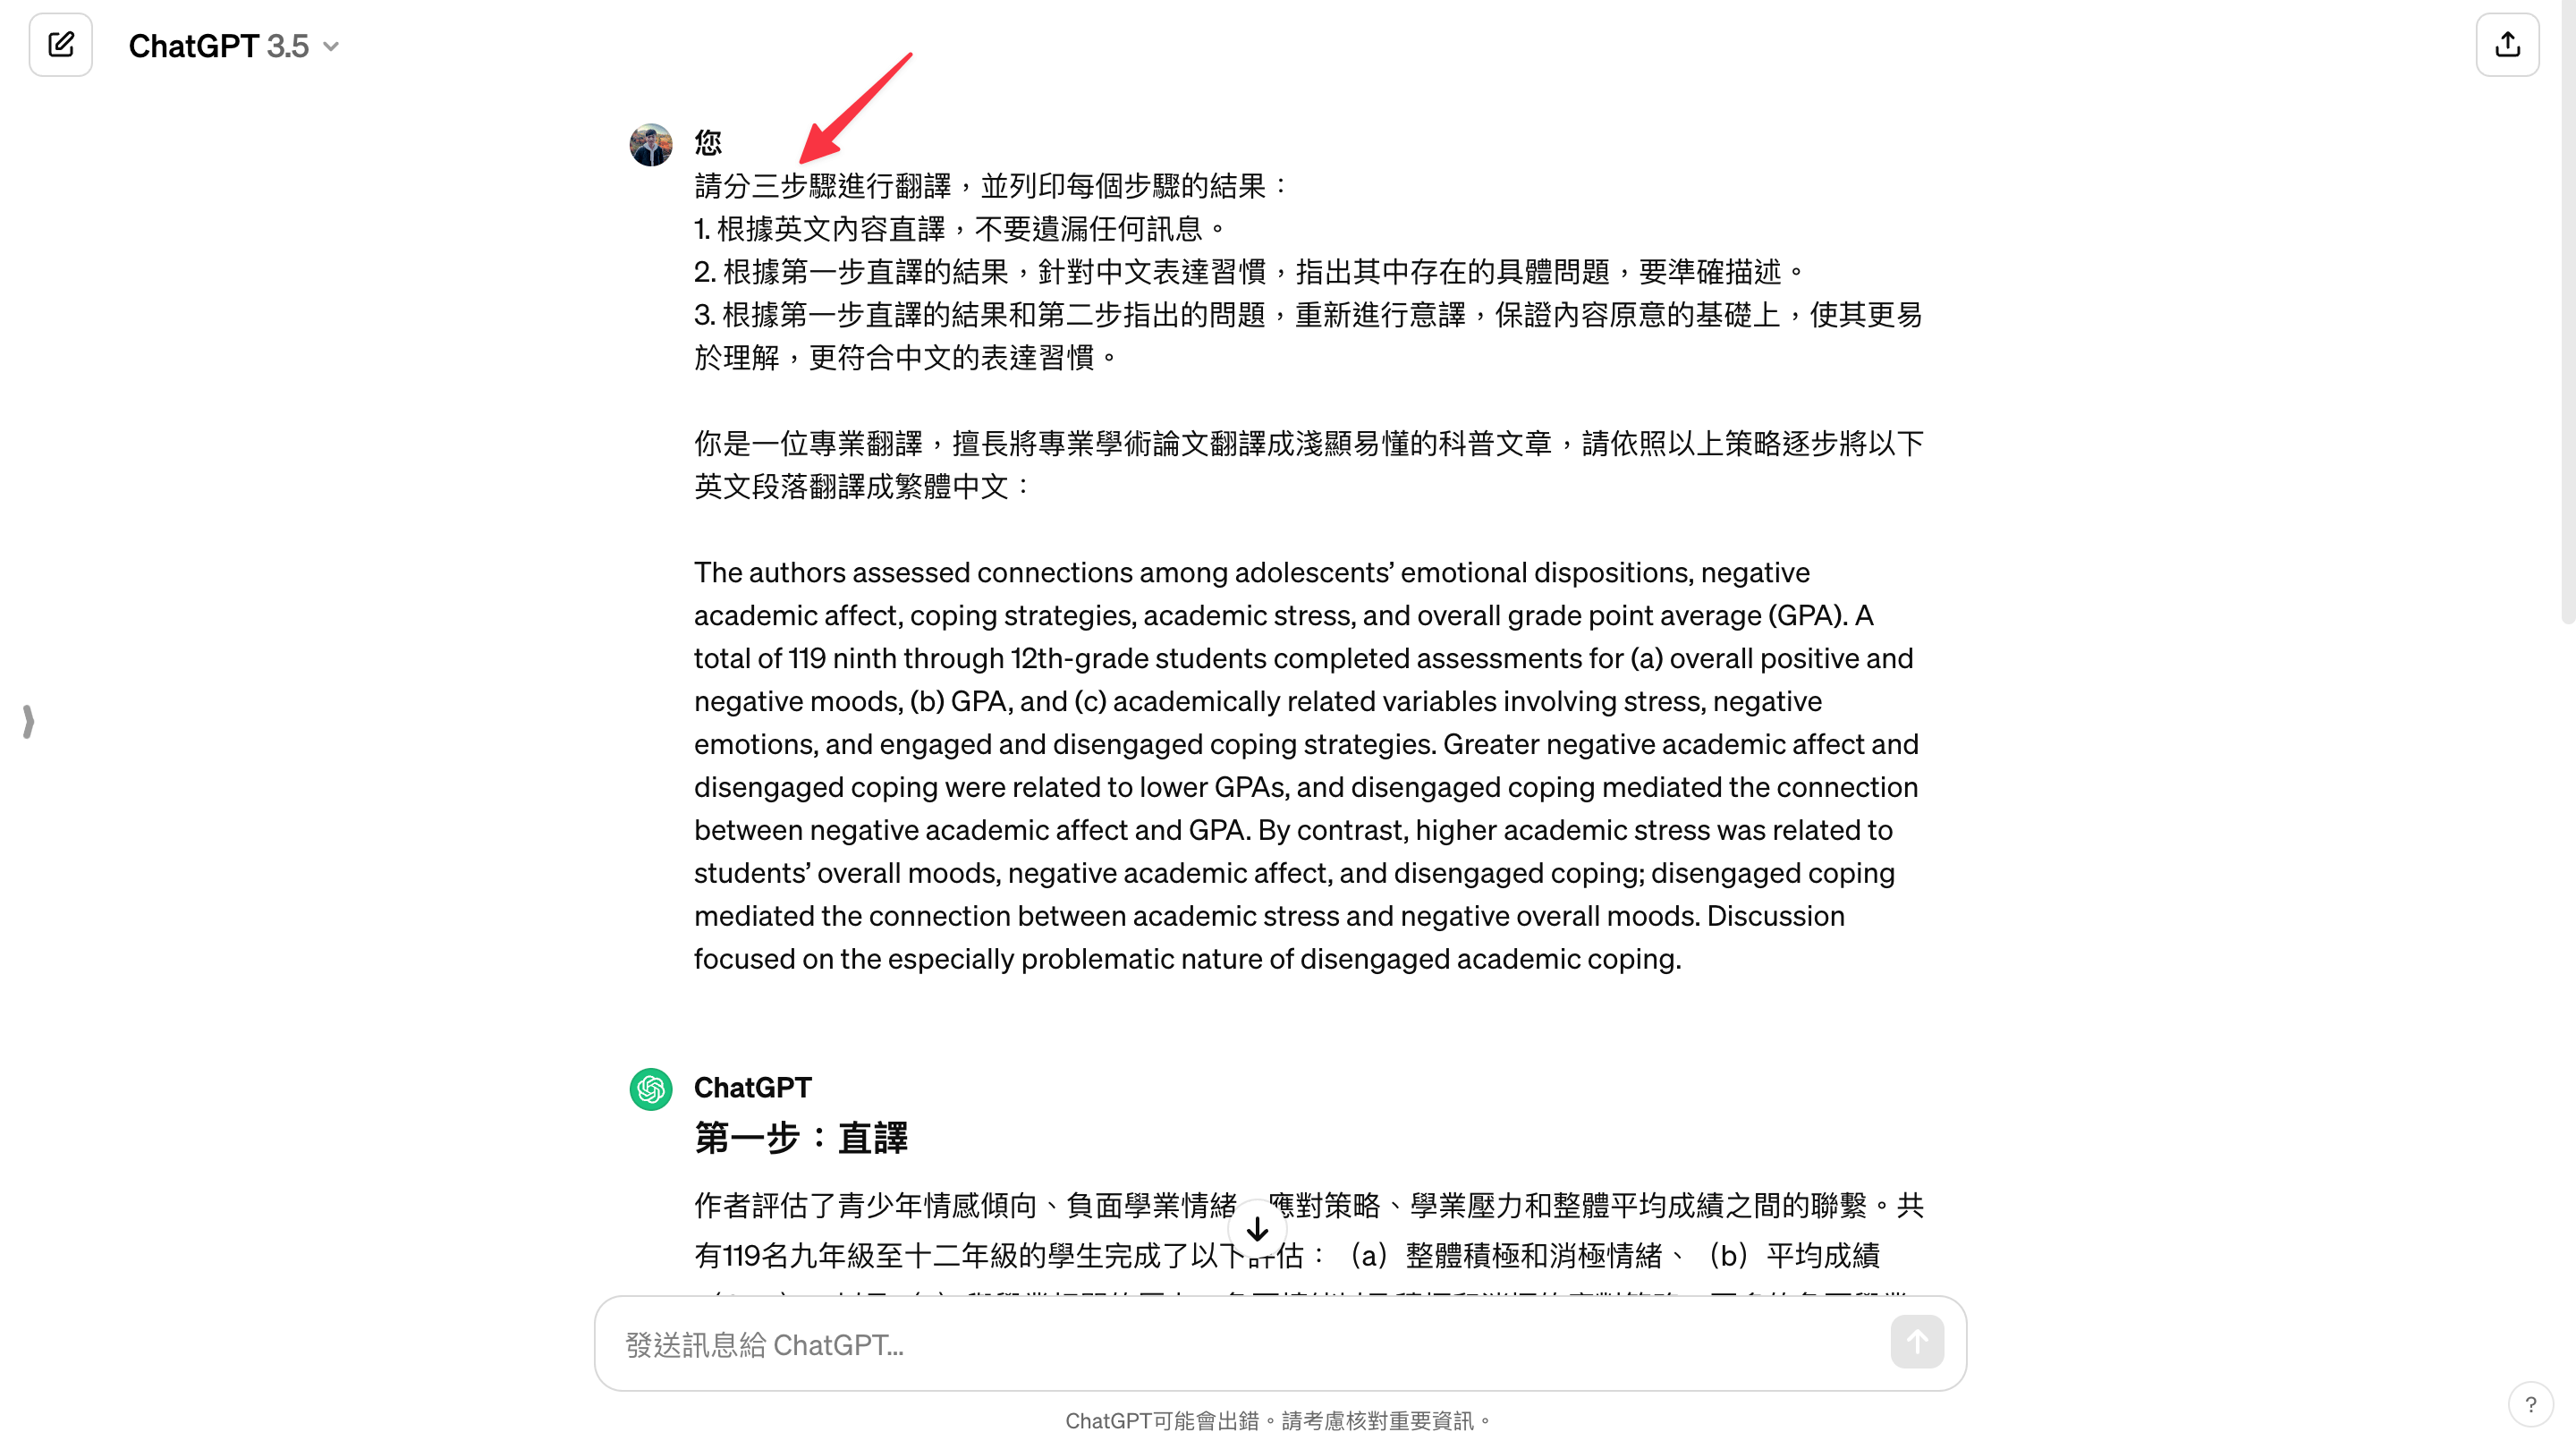 ChatGPT 3.5
您
請分三步驟進行翻譯，並列印每個步驟的結果：
1. 根據英文內容直譯，不要遺漏任何訊息。
2. 根據第一步直譯的結果，針對中文表達習慣，指出其中存在的具體問題，要準確描述。
3. 根據第一步直譯的結果和第二步指出的問題，重新進行意譯，保證內容原意的基礎上，使其更易
於理解，更符合中文的表達習慣。
你是一位專業翻譯，擅長將專業學術論文翻譯成淺顯易懂的科普文章，請依照以上策略逐步將以下
英文段落翻譯成繁體中文：
The authors assessed connections among adolescents’ emotional dispositions, negative
academic affect, coping strategies, academic stress, and overall grade point average (GPA). A
total of 119 ninth through 12th-grade students completed assessments for (a) overall positive and
negative moods, (b) GPA, and (c) academically related variables involving stress, negative
emotions, and engaged and disengaged coping strategies. Greater negative academic affect and
disengaged coping were related to lower GPAs, and disengaged coping mediated the connection
between negative academic affect and GPA. By contrast, higher academic stress was related to
students’ overall moods, negative academic affect, and disengaged coping; disengaged coping
mediated the connection between academic stress and negative overall moods. Discussion
focused on the especially problematic nature of disengaged academic coping.
ChatGPT
第一步：直譯
作者評估了青少年情感傾向、負面學業情緒 應對策略、學業壓力和整體平均成績之間的聯繫。共
有119名九年級至十二年級的學生完成了以下評估：（a）整體積極和消極情緒、（b）平均成績
發送訊息給 ChatGPT...
ChatGPT可能會出錯。請考慮核對重要資訊。
?